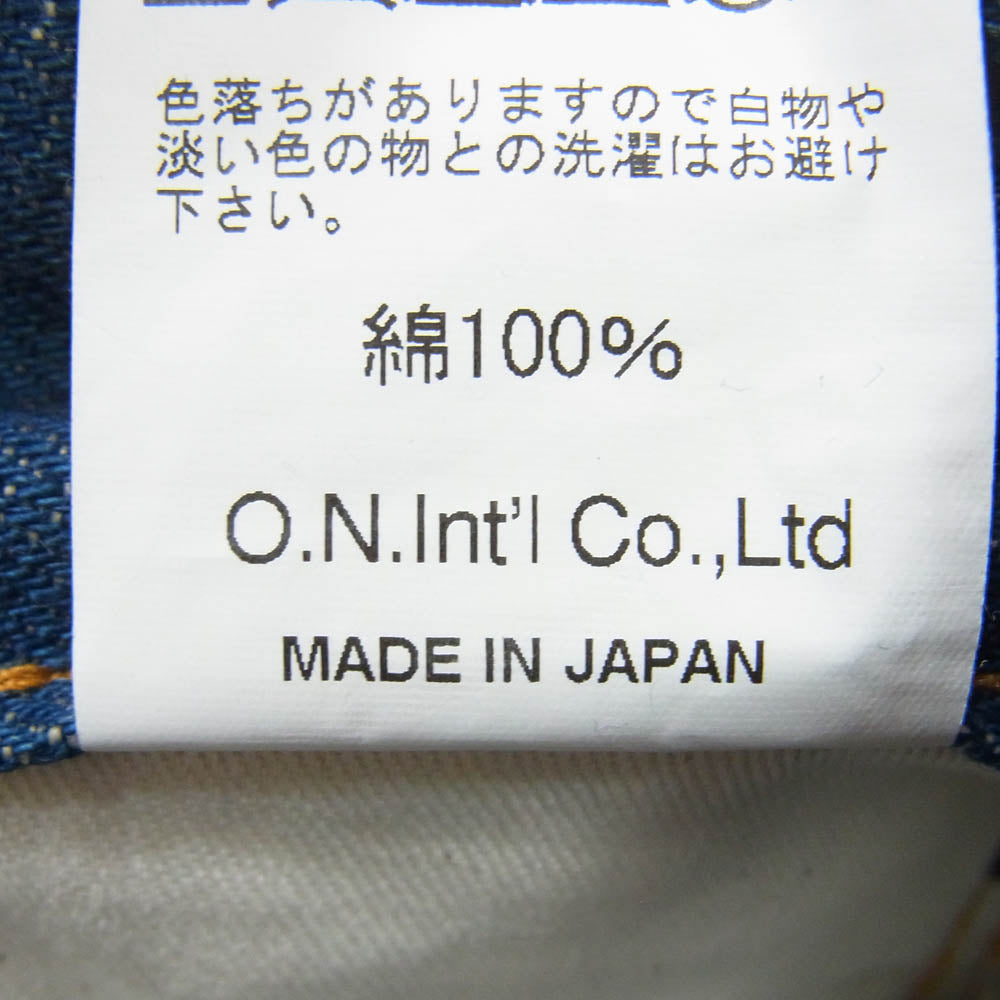 色落ちがありますので白物や
淡い色の物との洗濯はお避け
下さい。
綿100%
O.N.Int'l Co.,Ltd
MADE IN JAPAN